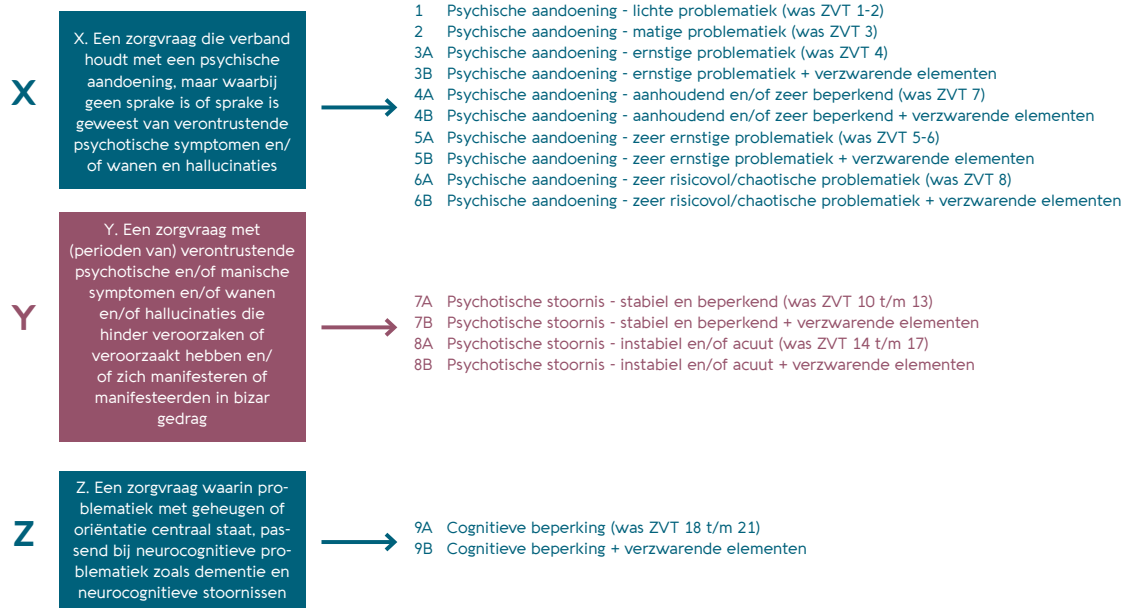 X
X. Een zorgvraag die verband
houdt met een psychische
aandoening, maar waarbij
geen sprake is of sprake is
geweest van verontrustende
psychotische symptomen en/
of wanen en hallucinaties
1 Psychische aandoening - lichte problematiek (was ZVT 1-2)
2 Psychische aandoening - matige problematiek (was ZVT 3)
3A Psychische aandoening - ernstige problematiek (was ZVT 4)
3B Psychische aandoening - ernstige problematiek + verzwarende elementen
4A Psychische aandoening - aanhoudend en/of zeer beperkend (was ZVT 7)
4B Psychische aandoening - aanhoudend en/of zeer beperkend + verzwarende elementen
5A Psychische aandoening - zeer ernstige problematiek (was ZVT 5-6)
5B Psychische aandoening - zeer ernstige problematiek + verzwarende elementen
6A Psychische aandoening - zeer risicovol/chaotische problematiek (was ZVT 8)
6B Psychische aandoening - zeer risicovol/chaotische problematiek + verzwarende elementen
Y
Y. Een zorgvraag met
(perioden van) verontrustende
psychotische en/of manische
symptomen en/of wanen
en/of hallucinaties die
hinder veroorzaken of
veroorzaakt hebben en/
of zich manifesteren of
manifesteerden in bizar
gedrag
7A Psychotische stoornis - stabiel en beperkend (was ZVT 10 t/m 13)
7B Psychotische stoornis - stabiel en beperkend + verzwarende elementen
8A Psychotische stoornis - instabiel en/of acuut (was ZVT 14 t/m 17)
8B Psychotische stoornis - instabiel en/of acuut + verzwarende elementen
Z
Z. Een zorgvraag waarin pro-
blematiek met geheugen of
oriëntatie centraal staat, pas-
send bij neurocognitieve pro-
blematiek zoals dementie en
neurocognitieve stoornissen
9A Cognitieve beperking (was ZVT 18 t/m 21)
9B Cognitieve beperking + verzwarende elementen